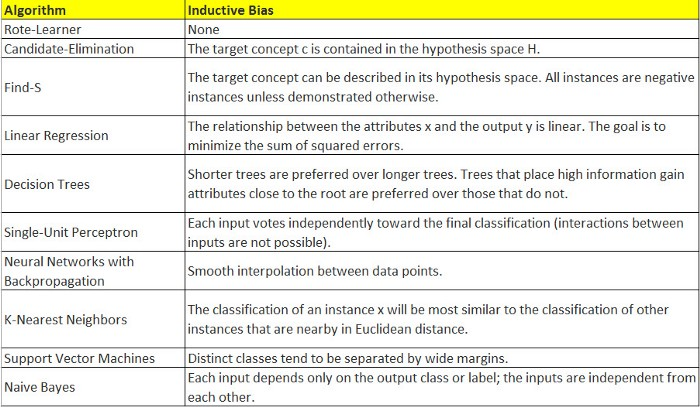 Algorithm Inductive Bias
Rote-Learner None
Candidate-Elimination The target concept c is contained in the hypothesis space H.
Find-S
The target concept can be described in its hypothesis space. All instances are negative
instances unless demonstrated otherwise.
Linear Regression
The relationship between the attributes x and the output y is linear. The goal is to
minimize the sum of squared errors.
Decision Trees
Shorter trees are preferred over longer trees. Trees that place high information gain
attributes close to the root are preferred over those that do not.
Single-Unit Perceptron
Each input votes independently toward the final classification (interactions between
inputs are not possible).
Neural Networks with
Backpropagation
Smooth interpolation between data points.
K-Nearest Neighbors
The classification of an instance x will be most similar to the classification of other
instances that are nearby in Euclidean distance.
Support Vector Machines Distinct classes tend to be separated by wide margins.
Naive Bayes
Each input depends only on the output class or label; the inputs are independent from
each other.